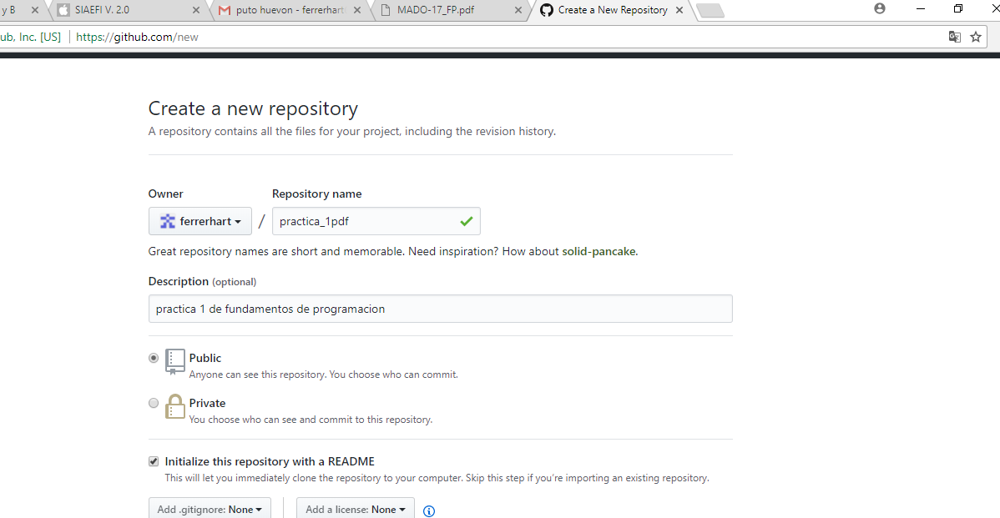 y B SIAEFI V. 2.0 puto huevon - ferrerhart MADO-17_FP.pdf Create a New Repository
ub, Inc. [US] https://github.com/new
Create a new repository
A repository contains all the files for your project, including the revision history.
Owner Repository name
ferrerhart / practica_1pdf
Great repository names are short and memorable. Need inspiration? How about solid-pancake.
Description (optional)
practica 1 de fundamentos de programacion
Public
Anyone can see this repository. You choose who can commit.
Private
You choose who can see and commit to this repository.
Initialize this repository with a README
This will let you immediately clone the repository to your computer. Skip this step if you're importing an existing repository.
Add .gitignore: None Add a license: None